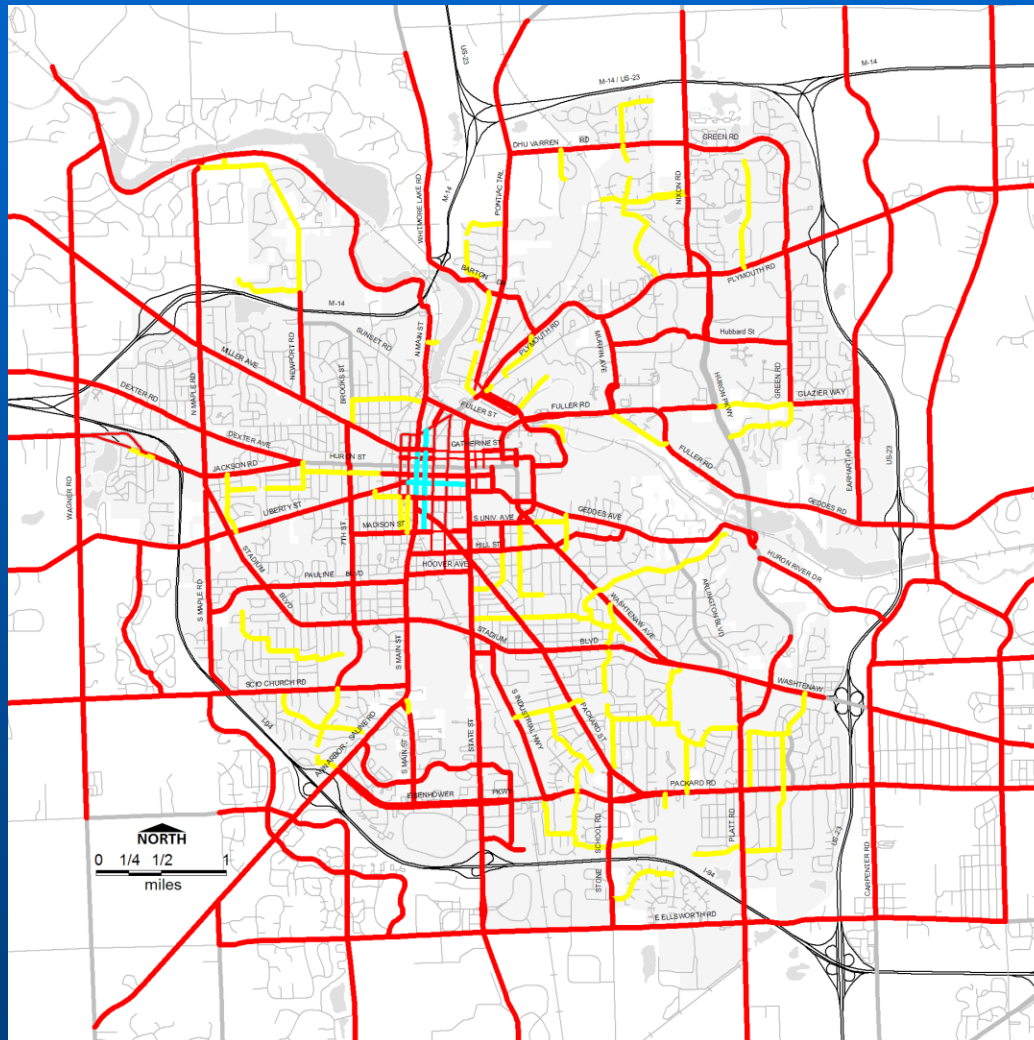 US-23
M-14 / US-23
M-14
DHU VARREN RD
GREEN RD
WHITMORE LAKE RD
M-14
PONTIAC TRL
NIXON RD
BARTON
PLYMOUTH RD
M-14
SUNSET RD
N MAIN ST
PLYMOUTH RD
MURFIN AVE
Hubbard St
MILLER AVE
NEWPORT RD
BROOKS ST
HURON PKWY
GREEN RD
DEXTER RD
N MAPLE RD
FULLER ST
FULLER RD
GLAZIER WAY
DEXTER AVE
CATHERINE ST
HURON ST
JACKSON RD
FULLER RD
EARHART RD
US-23
WAGNER RD
LIBERTY ST
7TH ST
MADISON ST
S UNIV. AVE
GEDDES AVE
GEDDES RD
HILL ST
STADIUM
BLVD
HOOVER AVE
PAULINE BLVD
HURON RIVER DR
S MAPLE RD
WASHTENAW AVE
ARLINGTON BLVD
STADIUM
BLVD
S MAIN ST
SCIO CHURCH RD
WASHTENAW
I-94
ANN ARBOR - SALINE RD
S MAIN ST
STATE ST
S INDUSTRIAL HWY
PACKARD ST
EISENHOWER PKWY
PACKARD RD
PLATT RD
US-23
STONE SCHOOL RD
CARPENTER RD
I-94
E ELLSWORTH RD
NORTH
0 1/4 1/2 1
miles